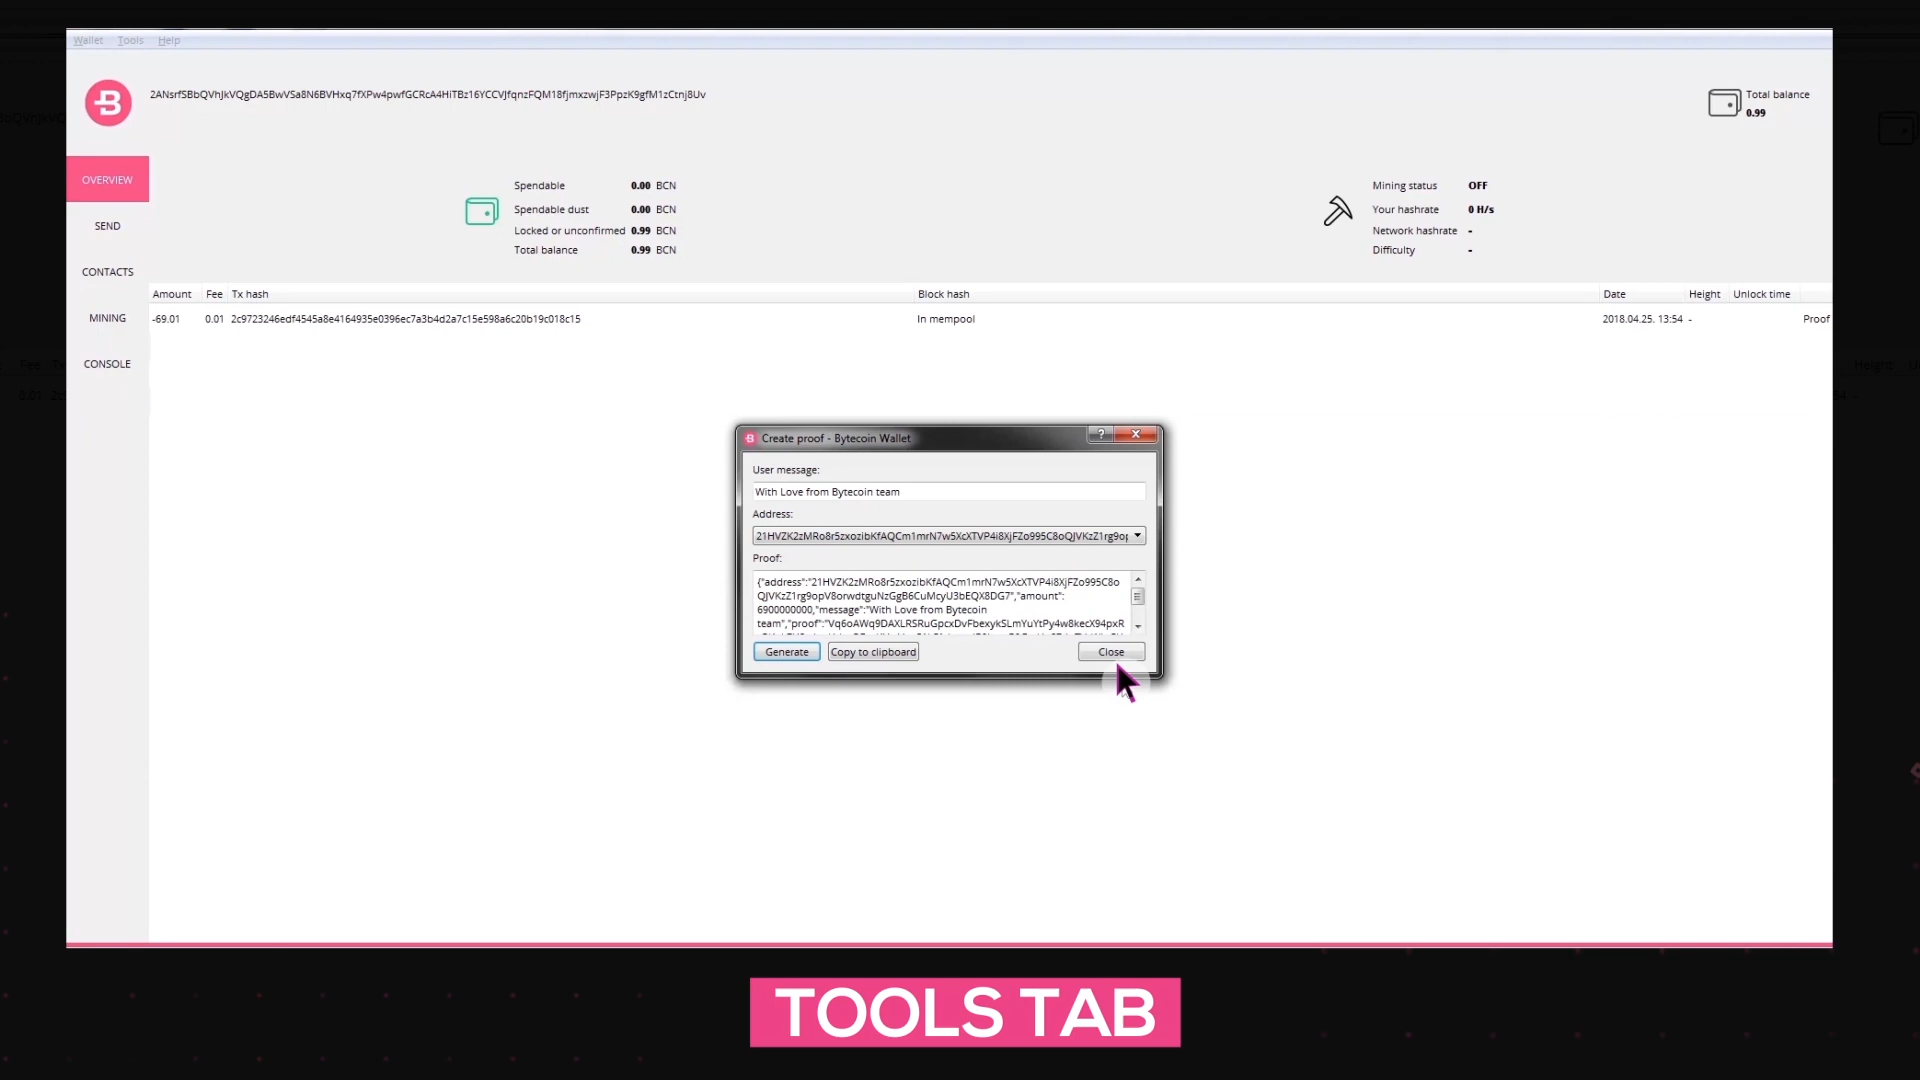 Wallet Tools Help
2ANsrfSBbQVhJkVQgDA5BwVSa8N6BVHxq7fXPw4pwfGCRcA4HiTBz16YCCVJfqnzFQM18fjmxzwjF3PpzK9gfM1zCtnj8Uv
Total balance
0.99
OVERVIEW
SEND
CONTACTS
MINING
CONSOLE
Spendable 0.00 BCN
Spendable dust 0.00 BCN
Locked or unconfirmed 0.99 BCN
Total balance 0.99 BCN
Mining status OFF
Your hashrate 0 H/s
Network hashrate -
Difficulty -
Amount Fee Tx hash Block hash Date Height Unlock time
-69.01 0.01 2c9723246edf4545a8e4164935e0396ec7a3b4d2a7c15e598a6c20b19c018c15 In mempool 2018.04.25. 13:54 - Proof
Create proof - Bytecoin Wallet
User message:
With Love from Bytecoin team
Address:
21HVZK2zMRo8r5zxozibKfAQCm1mrN7w5XcXTVP4i8XjFZo995C8oQJVKzZ1rg9op
Proof:
{"address":"21HVZK2zMRo8r5zxozibKfAQCm1mrN7w5XcXTVP4i8XjFZo995C8o
QJVKzZ1rg9opV8orwdtguNzGgB6CuMcyU3bEQX8DG7","amount":
6900000000,"message":"With Love from Bytecoin
team","proof":"Vq6oAWq9DAXLRSRuGpcxDvFbexykSLmYuYtPy4w8kecX94pxR
Generate Copy to clipboard Close
TOOLS TAB